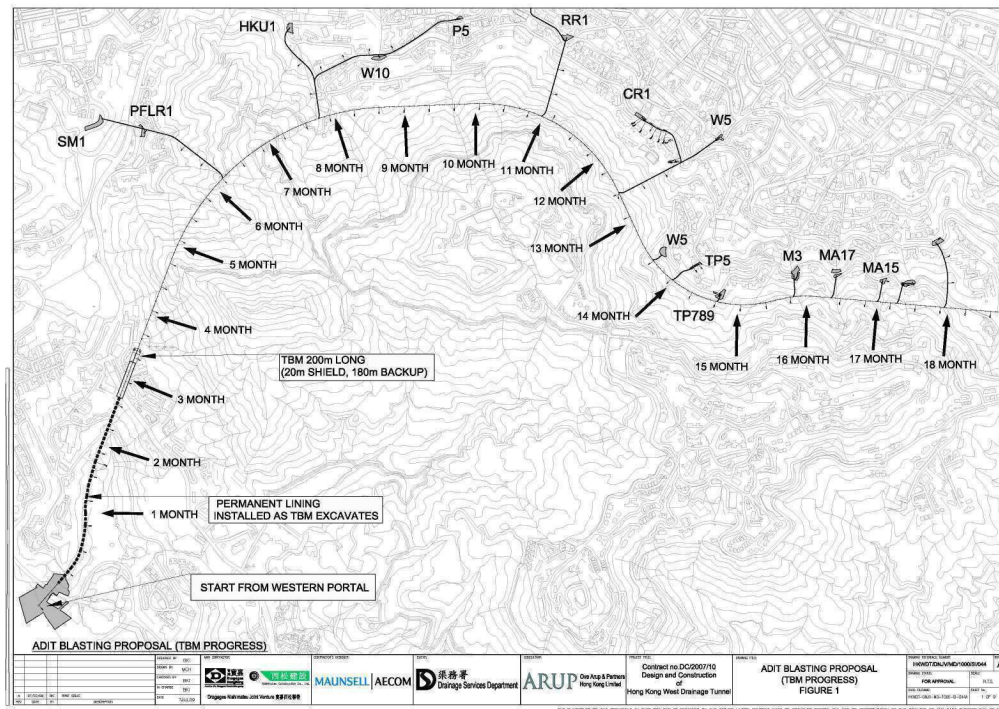 HKU1
P5
RR1
W10
CR1
W5
PFLR1
SM1
8 MONTH
9 MONTH
10 MONTH
11 MONTH
7 MONTH
12 MONTH
6 MONTH
13 MONTH
5 MONTH
W5
TP5
M3
MA17
MA15
14 MONTH
TP789
4 MONTH
15 MONTH
16 MONTH
17 MONTH
18 MONTH
TBM 200m LONG
(20m SHIELD, 180m BACKUP)
3 MONTH
2 MONTH
PERMANENT LINING
INSTALLED AS TBM EXCAVATES
1 MONTH
START FROM WESTERN PORTAL
ADIT BLASTING PROPOSAL (TBM PROGRESS)
MAUNSELL AECOM
渠務署
Drainage Services Department
ARUP
Ove Arup & Partners
Hong Kong Limited
Contract no.DC/2007/10
Design and Construction
of
Hong Kong West Drainage Tunnel
ADIT BLASTING PROPOSAL
(TBM PROGRESS)
FIGURE 1
FOR APPROVAL
N.T.S.